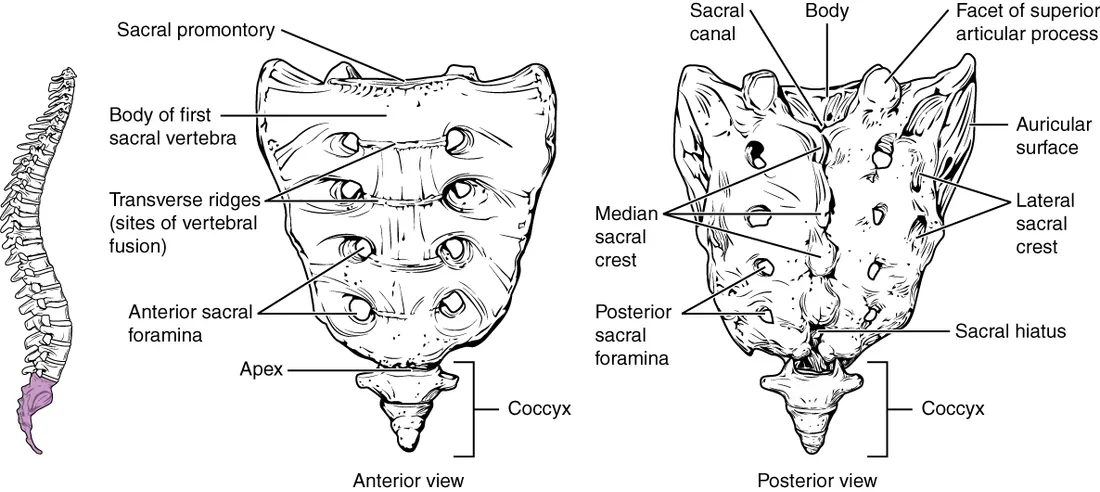 Sacral promontory
Body of first
sacral vertebra
Transverse ridges
(sites of vertebral
fusion)
Anterior sacral
foramina
Apex
Coccyx
Anterior view
Sacral
canal
Body
Facet of superior
articular process
Auricular
surface
Median
sacral
crest
Lateral
sacral
crest
Posterior
sacral
foramina
Sacral hiatus
Coccyx
Posterior view